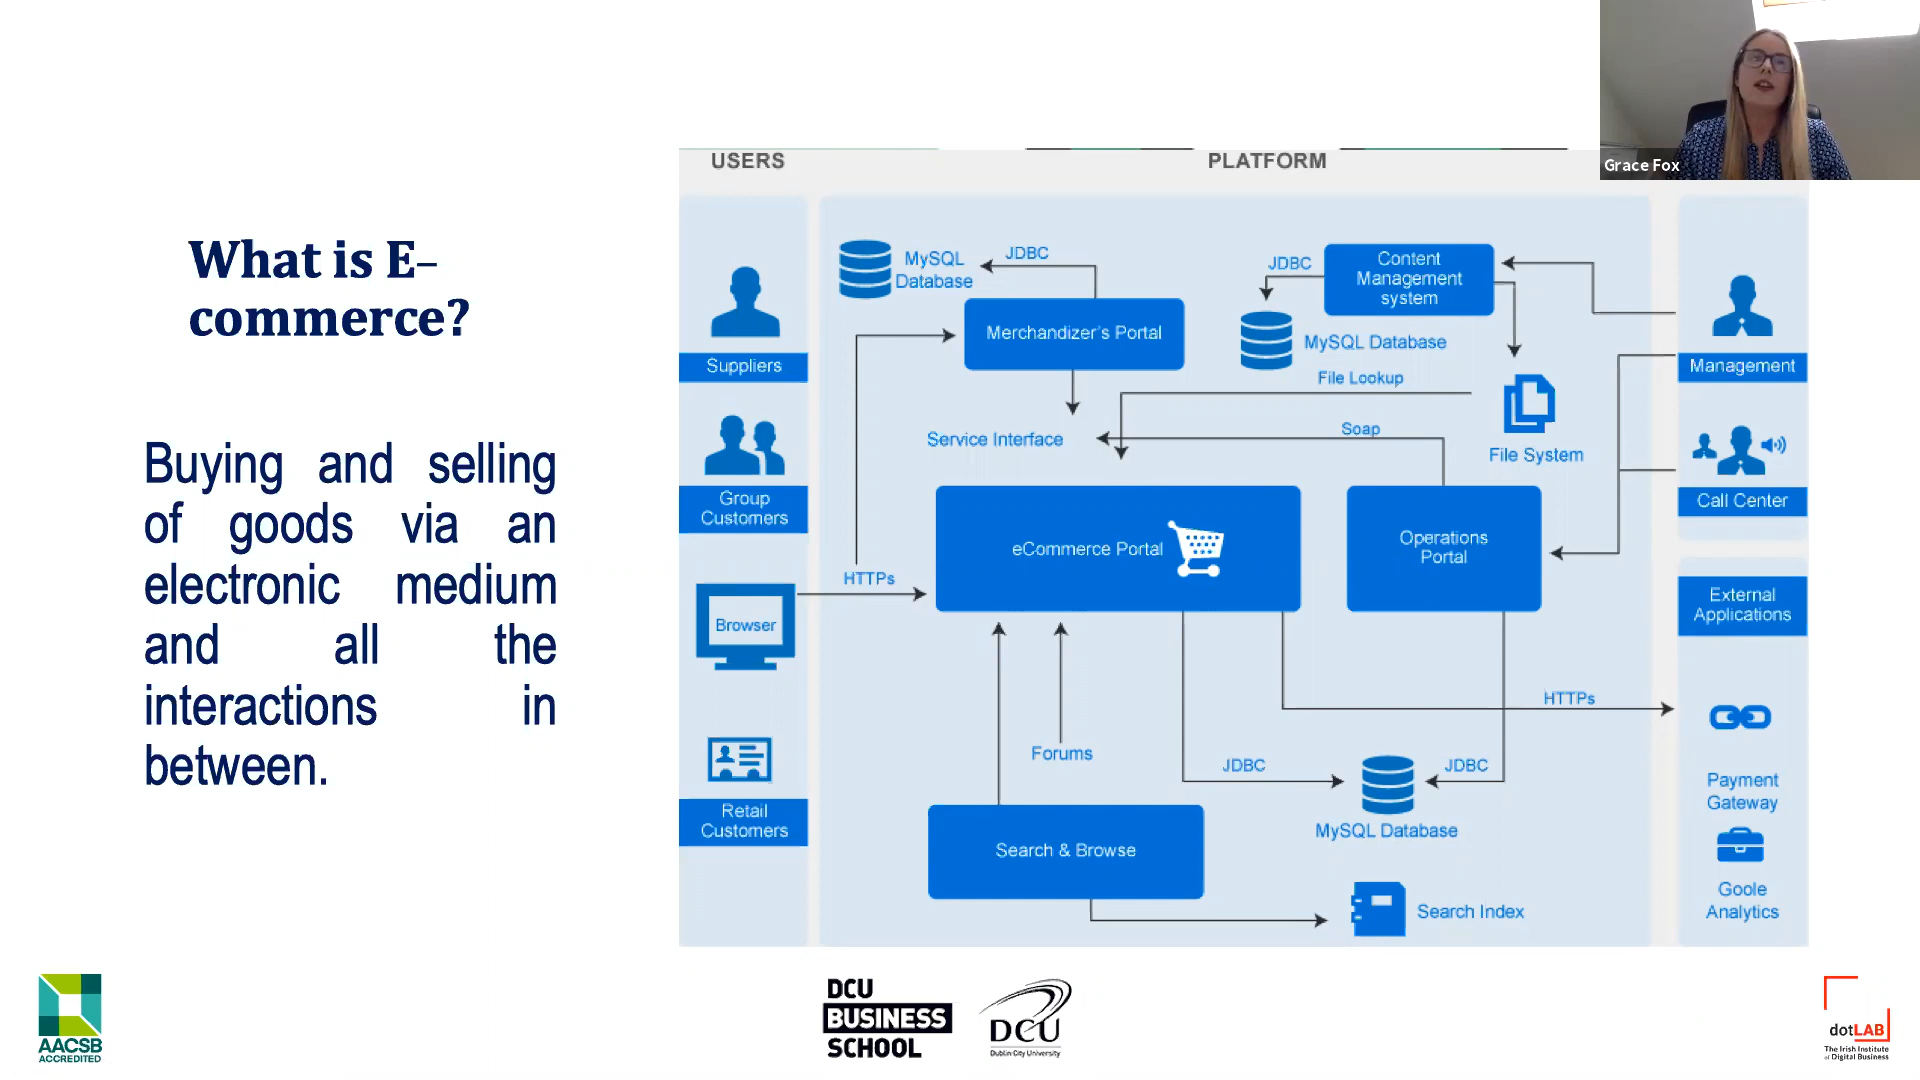 Grace Fox
What is E-
commerce?
Buying and selling
of goods via an
electronic medium
and all the
interactions in
between.
USERS
PLATFORM
Suppliers
Group
Customers
Browser
Retail
Customers
MySQL
Database
JDBC
Merchandizer's Portal
JDBC
Content
Management
system
MySQL Database
File Lookup
Service Interface
Soap
File System
HTTPs
eCommerce Portal
Operations
Portal
Forums
JDBC
JDBC
HTTPs
MySQL Database
Search & Browse
Search Index
Management
Call Center
External
Applications
Payment
Gateway
Goole
Analytics
AACSB
ACCREDITED
DCU
BUSINESS
SCHOOL
DCU
Dublin City University
dotLAB
The Irish Institute
of Digital Business